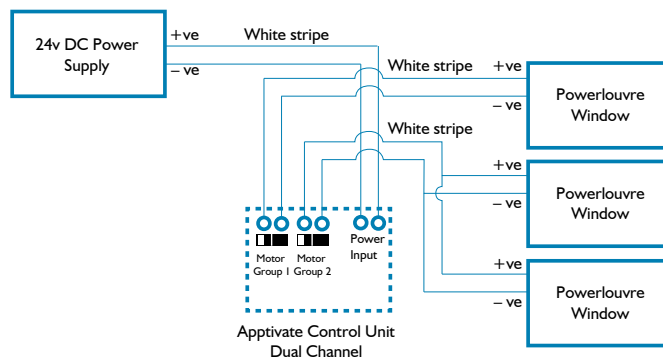 24v DC Power
Supply
+ve
White stripe
– ve
White stripe
+ve
– ve
Powerlouvre
Window
White stripe
+ve
– ve
Powerlouvre
Window
+ve
– ve
Powerlouvre
Window
Motor
Group 1
Motor
Group 2
Power
Input
Apptivate Control Unit
Dual Channel